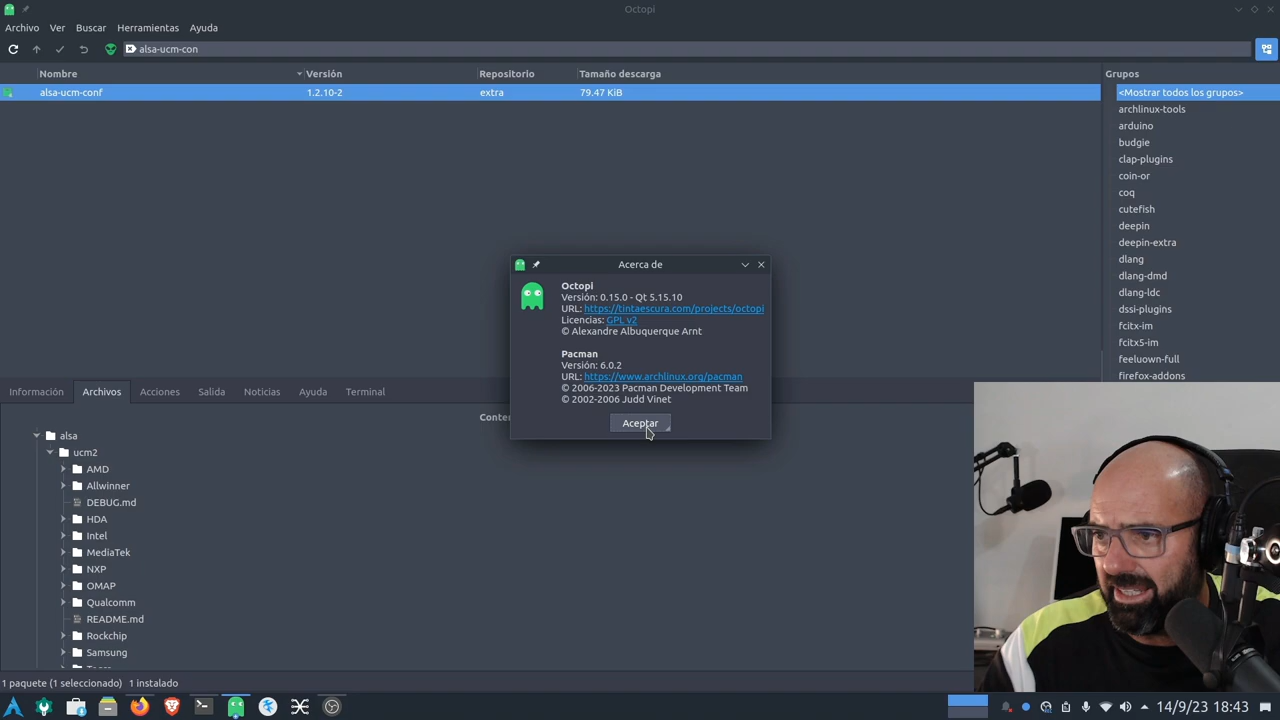 Octopi
Archivo Ver Buscar Herramientas Ayuda
alsa-ucm-con
Nombre Versión Repositorio Tamaño descarga
alsa-ucm-conf 1.2.10-2 extra 79.47 KiB
Grupos
<Mostrar todos los grupos>
archlinux-tools
arduino
budgie
clap-plugins
coin-or
coq
cutefish
deepin
deepin-extra
dlang
dlang-dmd
dlang-ldc
dssi-plugins
fcitx-im
fcitx5-im
feeluown-full
firefox-addons
Acerca de
Octopi
Versión: 0.15.0 - Qt 5.15.10
URL: https://tintaescura.com/projects/octopi
Licencias: GPL v2
© Alexandre Albuquerque Arnt
Pacman
Versión: 6.0.2
URL: https://www.archlinux.org/pacman
© 2006-2023 Pacman Development Team
© 2002-2006 Judd Vinet
Aceptar
Información Archivos Acciones Salida Noticias Ayuda Terminal
Conte
alsa
ucm2
AMD
Allwinner
DEBUG.md
HDA
Intel
MediaTek
NXP
OMAP
Qualcomm
README.md
Rockchip
Samsung
1 paquete (1 seleccionado) 1 instalado
14/9/23 18:43